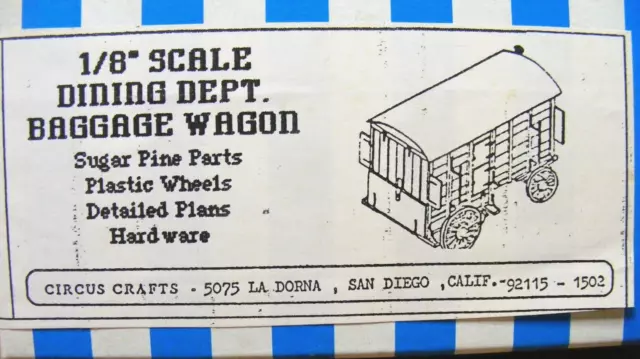 1/8" SCALE
DINING DEPT.
BAGGAGE WAGON
Sugar Pine Parts
Plastic Wheels
Detailed Plans
Hardware
CIRCUS CRAFTS - 5075 LA DORNA , SAN DIEGO ,CALIF.-92115 - 1502